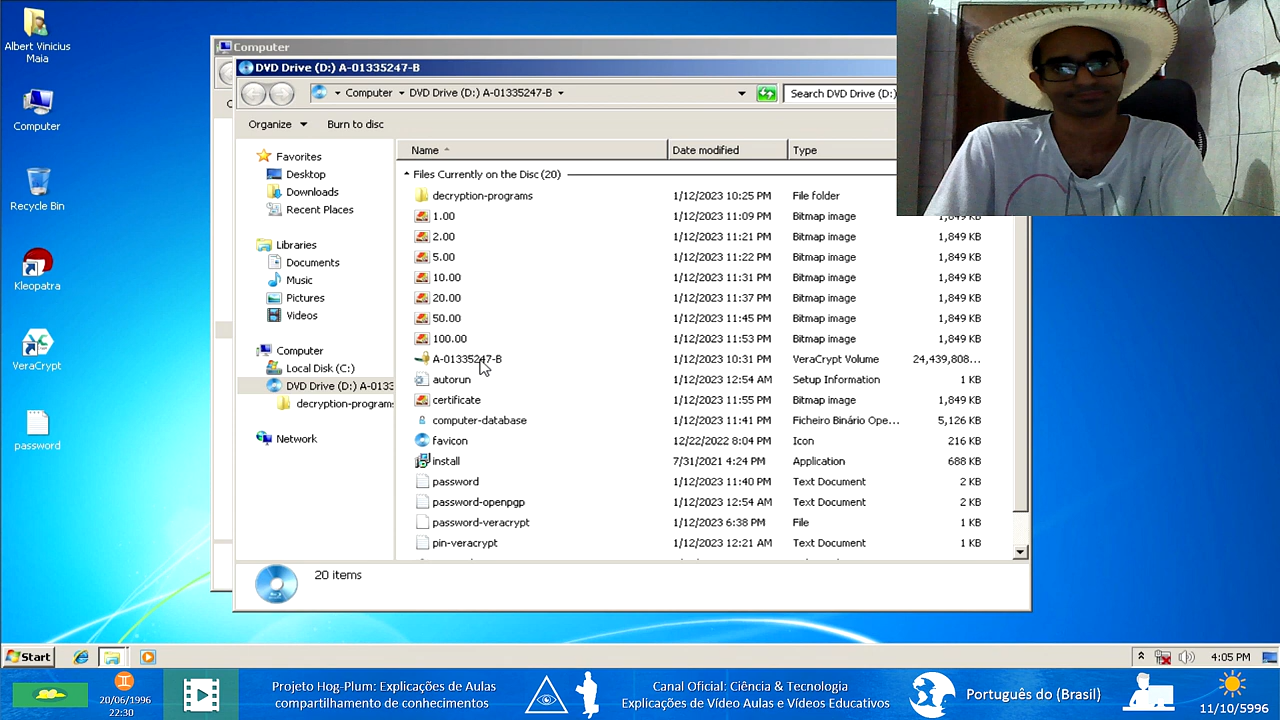 Albert Vinicius
Maia
Computer
Recycle Bin
Kleopatra
VeraCrypt
password
Computer
DVD Drive (D:) A-01335247-B
Computer
DVD Drive (D:) A-01335247-B
Search DVD Drive (D:)
Organize
Burn to disc
Favorites
Desktop
Downloads
Recent Places
Libraries
Documents
Music
Pictures
Videos
Computer
Local Disk (C:)
DVD Drive (D:) A-0133
decryption-programs
Network
Name Date modified Type
Files Currently on the Disc (20)
decryption-programs 1/12/2023 10:25 PM File folder
1.00 1/12/2023 11:09 PM Bitmap image 1,849 KB
2.00 1/12/2023 11:21 PM Bitmap image 1,849 KB
5.00 1/12/2023 11:22 PM Bitmap image 1,849 KB
10.00 1/12/2023 11:31 PM Bitmap image 1,849 KB
20.00 1/12/2023 11:37 PM Bitmap image 1,849 KB
50.00 1/12/2023 11:45 PM Bitmap image 1,849 KB
100.00 1/12/2023 11:53 PM Bitmap image 1,849 KB
A-01335247-B 1/12/2023 10:31 PM VeraCrypt Volume 24,439,808...
autorun 1/12/2023 12:54 AM Setup Information 1 KB
certificate 1/12/2023 11:55 PM Bitmap image 1,849 KB
computer-database 1/12/2023 11:41 PM Ficheiro Binário Ope... 5,126 KB
favicon 12/22/2022 8:04 PM Icon 216 KB
install 7/31/2021 4:24 PM Application 688 KB
password 1/12/2023 11:40 PM Text Document 2 KB
password-openpgp 1/12/2023 12:54 AM Text Document 2 KB
password-veracrypt 1/12/2023 6:38 PM File 1 KB
pin-veracrypt 1/12/2023 12:21 AM Text Document 1 KB
20 items
Start
4:05 PM
20/06/1996
22:30
Projeto Hog-Plum: Explicações de Aulas
compartilhamento de conhecimentos
Canal Oficial: Ciência & Tecnologia
Explicações de Vídeo Aulas e Vídeos Educativos
Português do (Brasil)
11/10/5996